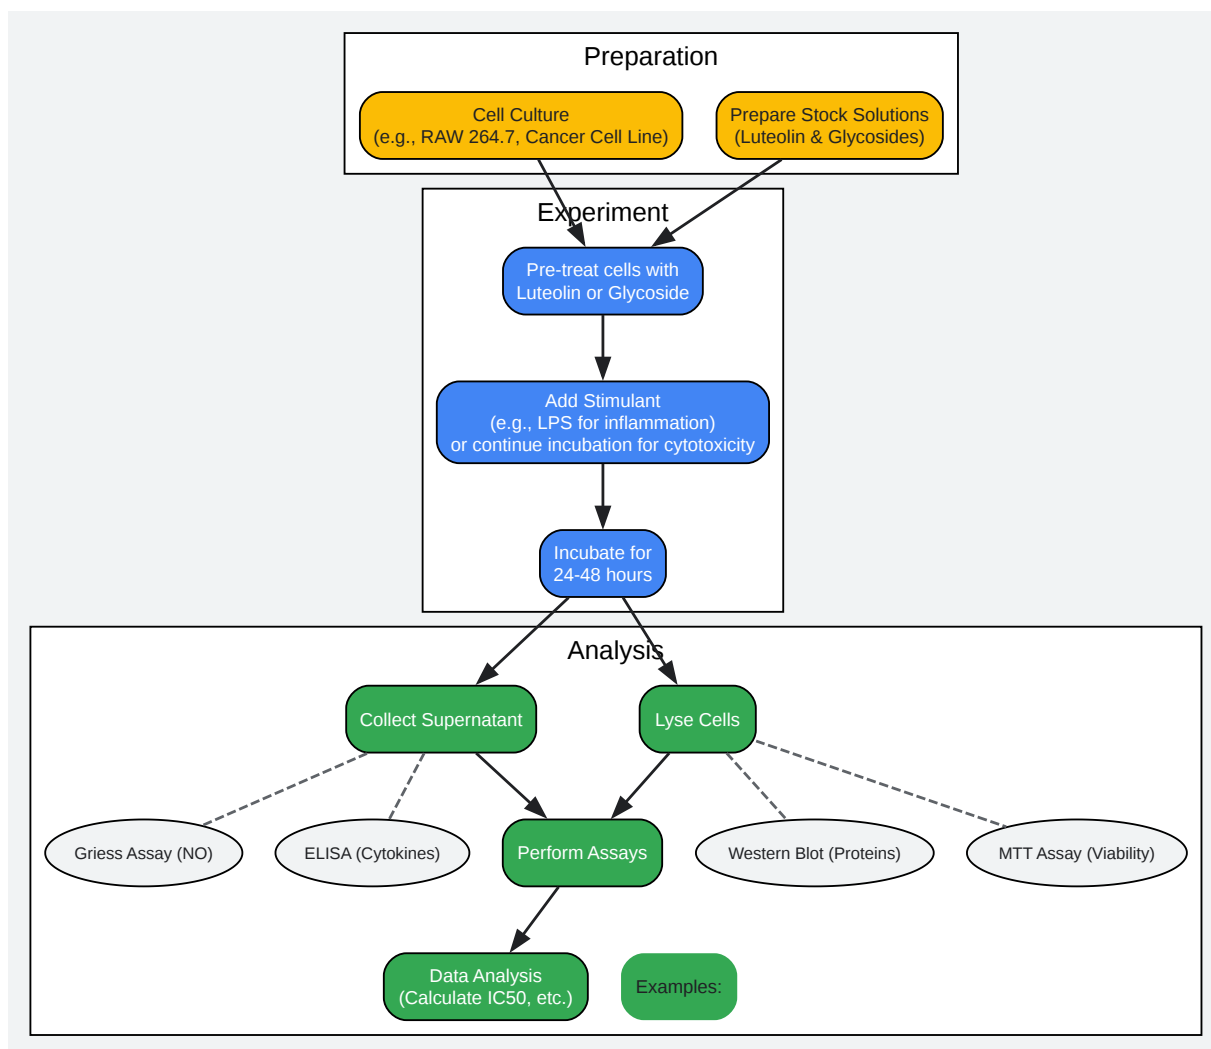 Preparation
Cell Culture
(e.g., RAW 264.7, Cancer Cell Line)
Prepare Stock Solutions
(Luteolin & Glycosides)
Experiment
Pre-treat cells with
Luteolin or Glycoside
Add Stimulant
(e.g., LPS for inflammation)
or continue incubation for cytotoxicity
Incubate for
24-48 hours
Analysis
Collect Supernatant
Lyse Cells
Griess Assay (NO)
ELISA (Cytokines)
Perform Assays
Western Blot (Proteins)
MTT Assay (Viability)
Data Analysis
(Calculate IC50, etc.)
Examples: